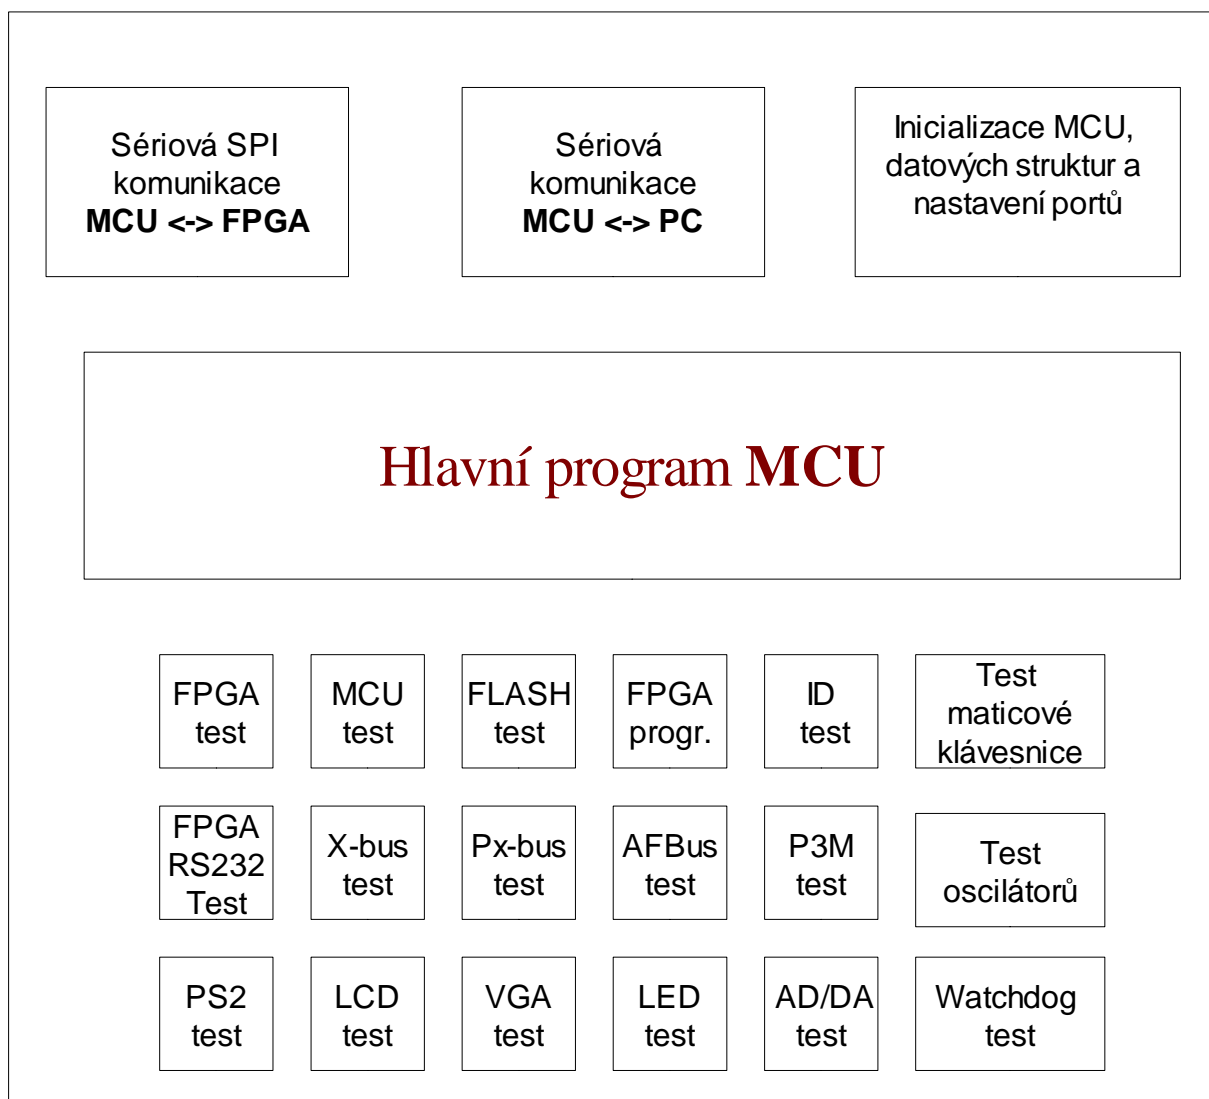 Sériová SPI
komunikace
MCU <-> FPGA
Sériová
komunikace
MCU <-> PC
Inicializace MCU,
datových struktur a
nastavení portů
Hlavní program MCU
FPGA
test
MCU
test
FLASH
test
FPGA
progr.
ID
test
Test
maticové
klávesnice
FPGA
RS232
Test
X-bus
test
Px-bus
test
AFBus
test
P3M
test
Test
oscilátorů
PS2
test
LCD
test
VGA
test
LED
test
AD/DA
test
Watchdog
test